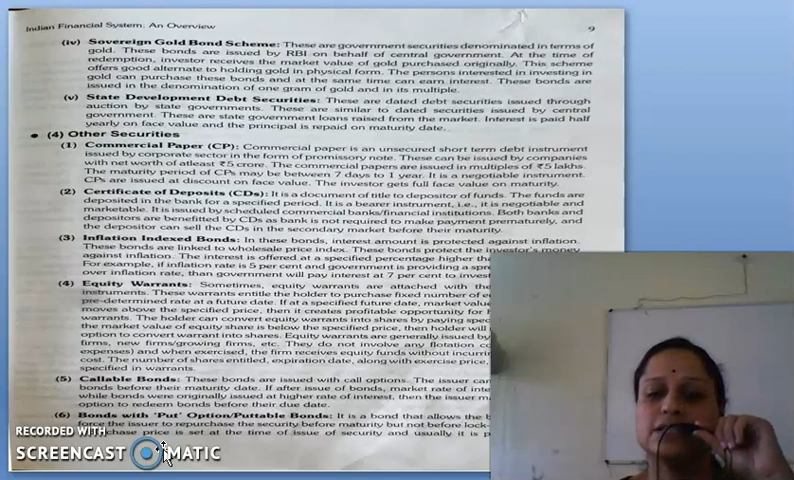 Indian Financial System: An Overview 9
(iv) Sovereign Gold Bond Scheme: These are government securities denominated in terms of
gold. These bonds are issued by RBI on behalf of central government. At the time of
redemption, investor receives the market value of gold purchased originally. This scheme
offers good alternate to holding gold in physical form. The persons interested in investing in
gold can purchase these bonds and at the same time can earn interest. These bonds are
issued in the denomination of one gram of gold and in its multiple.
(v) State Development Debt Securities: These are dated debt securities issued through
auction by state governments. These are similar to dated securities issued by central
government. These are state government loans raised from the market. Interest is paid half
yearly on face value and the principal is repaid on maturity date.
• (4) Other Securities
(1) Commercial Paper (CP): Commercial paper is an unsecured short term debt instrument
issued by corporate sector in the form of promissory note. These can be issued by companies
with net worth of atleast ₹5 crore. The commercial papers are issued in multiples of ₹5 lakhs.
The maturity period of CPs may be between 7 days to 1 year. It is a negotiable instrument.
CPs are issued at discount on face value. The investor gets full face value on maturity.
(2) Certificate of Deposits (CDs): It is a document of title to depositor of funds. The funds are
deposited in the bank for a specified period. It is a bearer instrument, i.e., it is negotiable and
marketable. It is issued by scheduled commercial banks/financial institutions. Both banks and
depositors are benefitted by CDs as bank is not required to make payment prematurely, and
the depositor can sell the CDs in the secondary market before their maturity.
(3) Inflation Indexed Bonds: In these bonds, interest amount is protected against inflation.
These bonds are linked to wholesale price index. These bonds protect the investor's money
against inflation. The interest is offered at a specified percentage higher tha
For example, if inflation rate is 5 per cent and government is providing a spr
over inflation rate, than government will pay interest at 7 per cent to invest
(4) Equity Warrants: Sometimes, equity warrants are attached with the
instruments. These warrants entitle the holder to purchase fixed number of e
pre-determined rate at a future date. If at a specified future date, market valu
moves above the specified price, then it creates profitable opportunity for
warrants. The holder can convert equity warrants into shares by paying spec
the market value of equity share is below the specified price, then holder will
option to convert warrant into shares. Equity warrants are generally issued by
firms, new firms/growing firms, etc. They do not involve any flotation co
expenses) and when exercised, the firm receives equity funds without incurri
cost. The number of shares entitled, expiration date, along with exercise price,
specified in warrants.
(5) Callable Bonds: These bonds are issued with call options. The issuer can
bonds before their maturity date. If after issue of bonds, market rate of inte
while bonds were originally issued at higher rate of interest, then the issuer ma
option to redeem bonds before their due date.
(6) Bonds with 'Put' Option/Puttable Bonds: It is a bond that allows the b
force the issuer to repurchase the security before maturity but not before lock-
chase price is set at the time of issue of security and usually it is p
RECORDED WITH
SCREENCAST MATIC